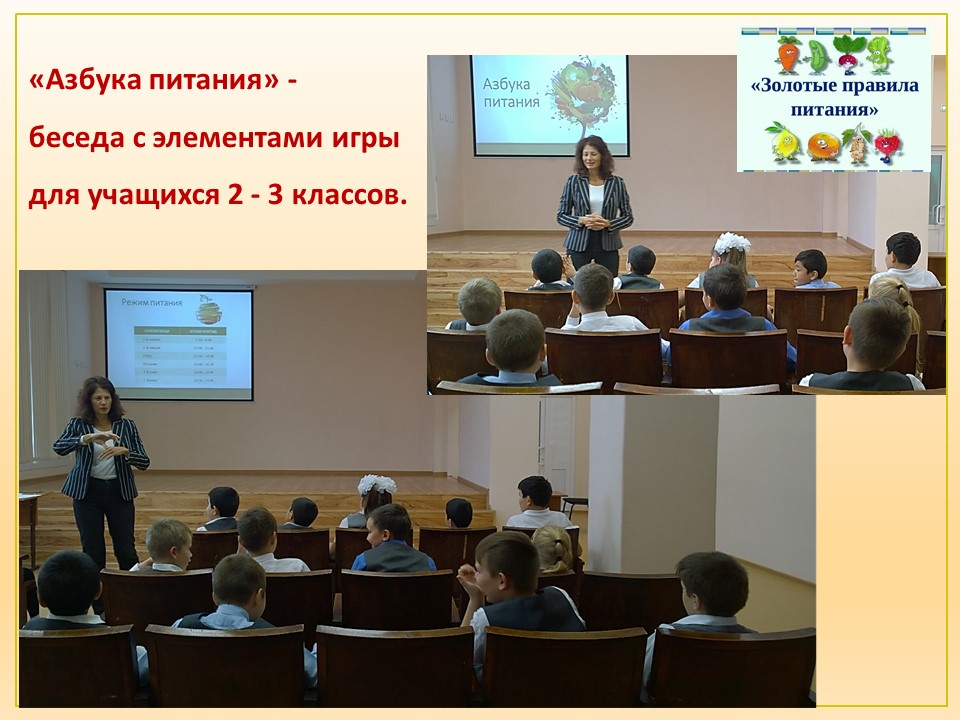 «Азбука питания» -
беседа с элементами игры
для учащихся 2 - 3 классов.
Азбука
питания
«Золотые правила
питания»
Режим питания